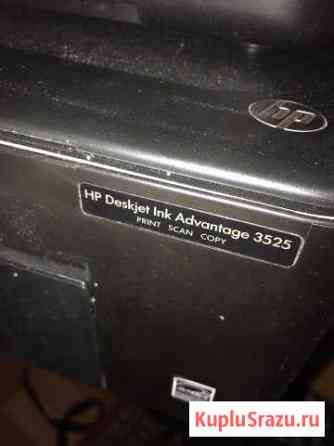 hp
HP Deskjet Ink Advantage 3525
PRINT SCAN COPY
KupluSrazu.ru